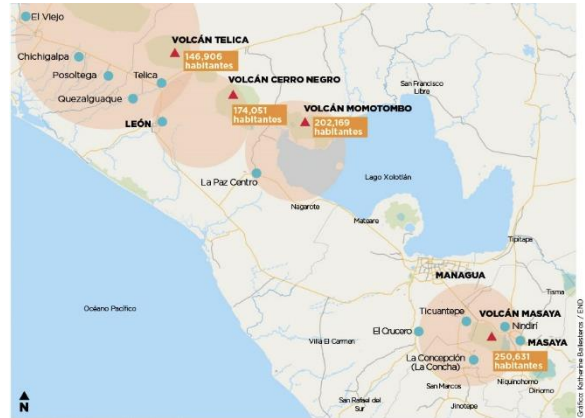 El Viejo
VOLCÁN TELICA
146,906
habitantes
Chichigalpa
Posoltega
Telica
VOLCÁN CERRO NEGRO
Quezalguaque
174,051
habitantes
VOLCÁN MOMOTOMBO
202,169
habitantes
San Francisco
Libre
LEÓN
La Paz Centro
Lago Xolotlán
Nagarote
Mateare
Tipitapa
MANAGUA
Tisma
Océano Pacífico
Ticuantepe
VOLCÁN MASAYA
Nindirí
El Crucero
MASAYA
Villa El Carmen
La Concepción
(La Concha)
250,631
habitantes
San Marcos
Niquinohomo
Diriomo
San Rafael del
Sur
Jinotepe
N
Gráfico: Katherine Ballesteros / END